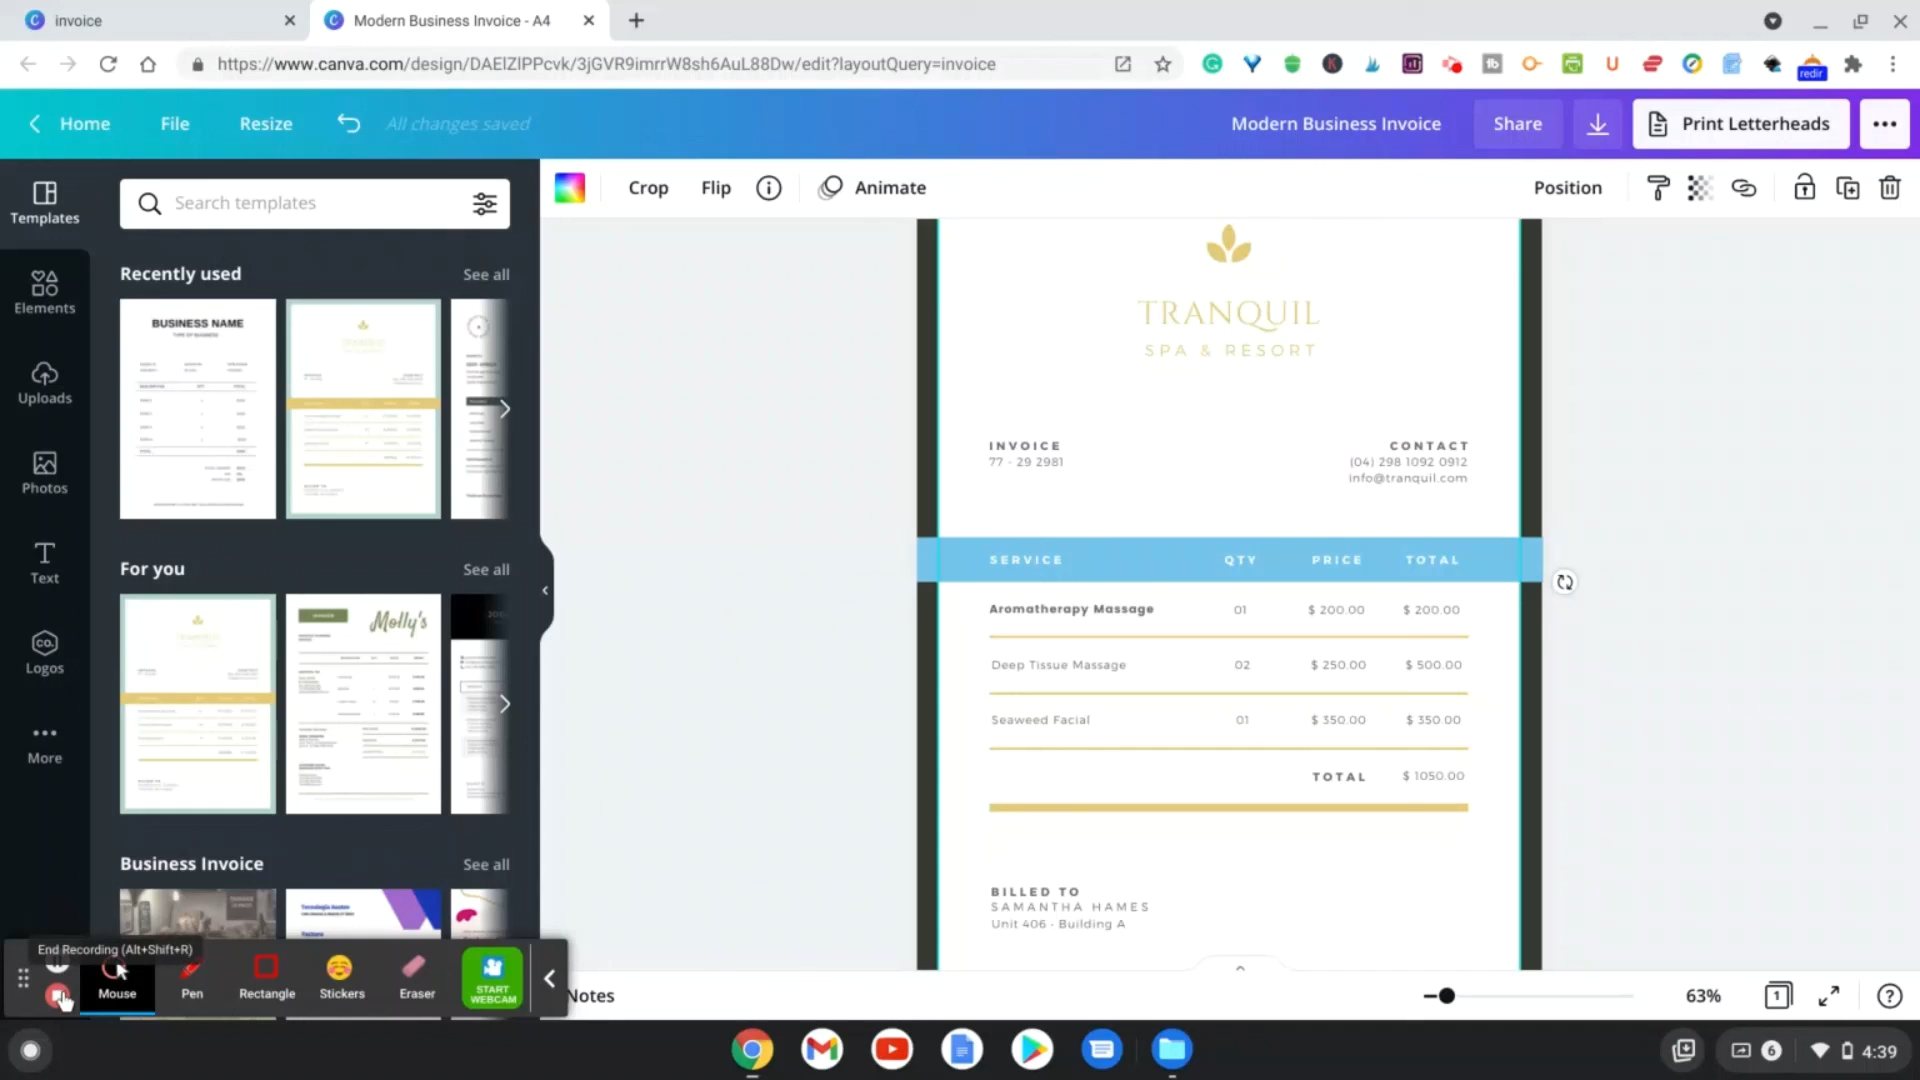 invoice
Modern Business Invoice - A4
https://www.canva.com/design/DAElZlPPcvk/3jGVR9imrrW8sh6AuL88Dw/edit?layoutQuery=invoice
redir
Home
File
Resize
All changes saved
Modern Business Invoice
Share
Print Letterheads
Templates
Elements
Uploads
Photos
Text
CO.
Logos
More
Search templates
Recently used
See all
BUSINESS NAME
For you
See all
Molly's
Business Invoice
See all
Crop
Flip
Animate
Position
TRANQUIL
SPA & RESORT
INVOICE
77 - 29 2981
CONTACT
(04) 298 1092 0912
info@tranquil.com
SERVICE QTY PRICE TOTAL
Aromatherapy Massage 01 $ 200.00 $ 200.00
Deep Tissue Massage 02 $ 250.00 $ 500.00
Seaweed Facial 01 $ 350.00 $ 350.00
TOTAL $ 1050.00
BILLED TO
SAMANTHA HAMES
Unit 406 - Building A
End Recording (Alt+Shift+R)
Mouse
Pen
Rectangle
Stickers
Eraser
START
WEBCAM
Notes
63%
1
6
4:39